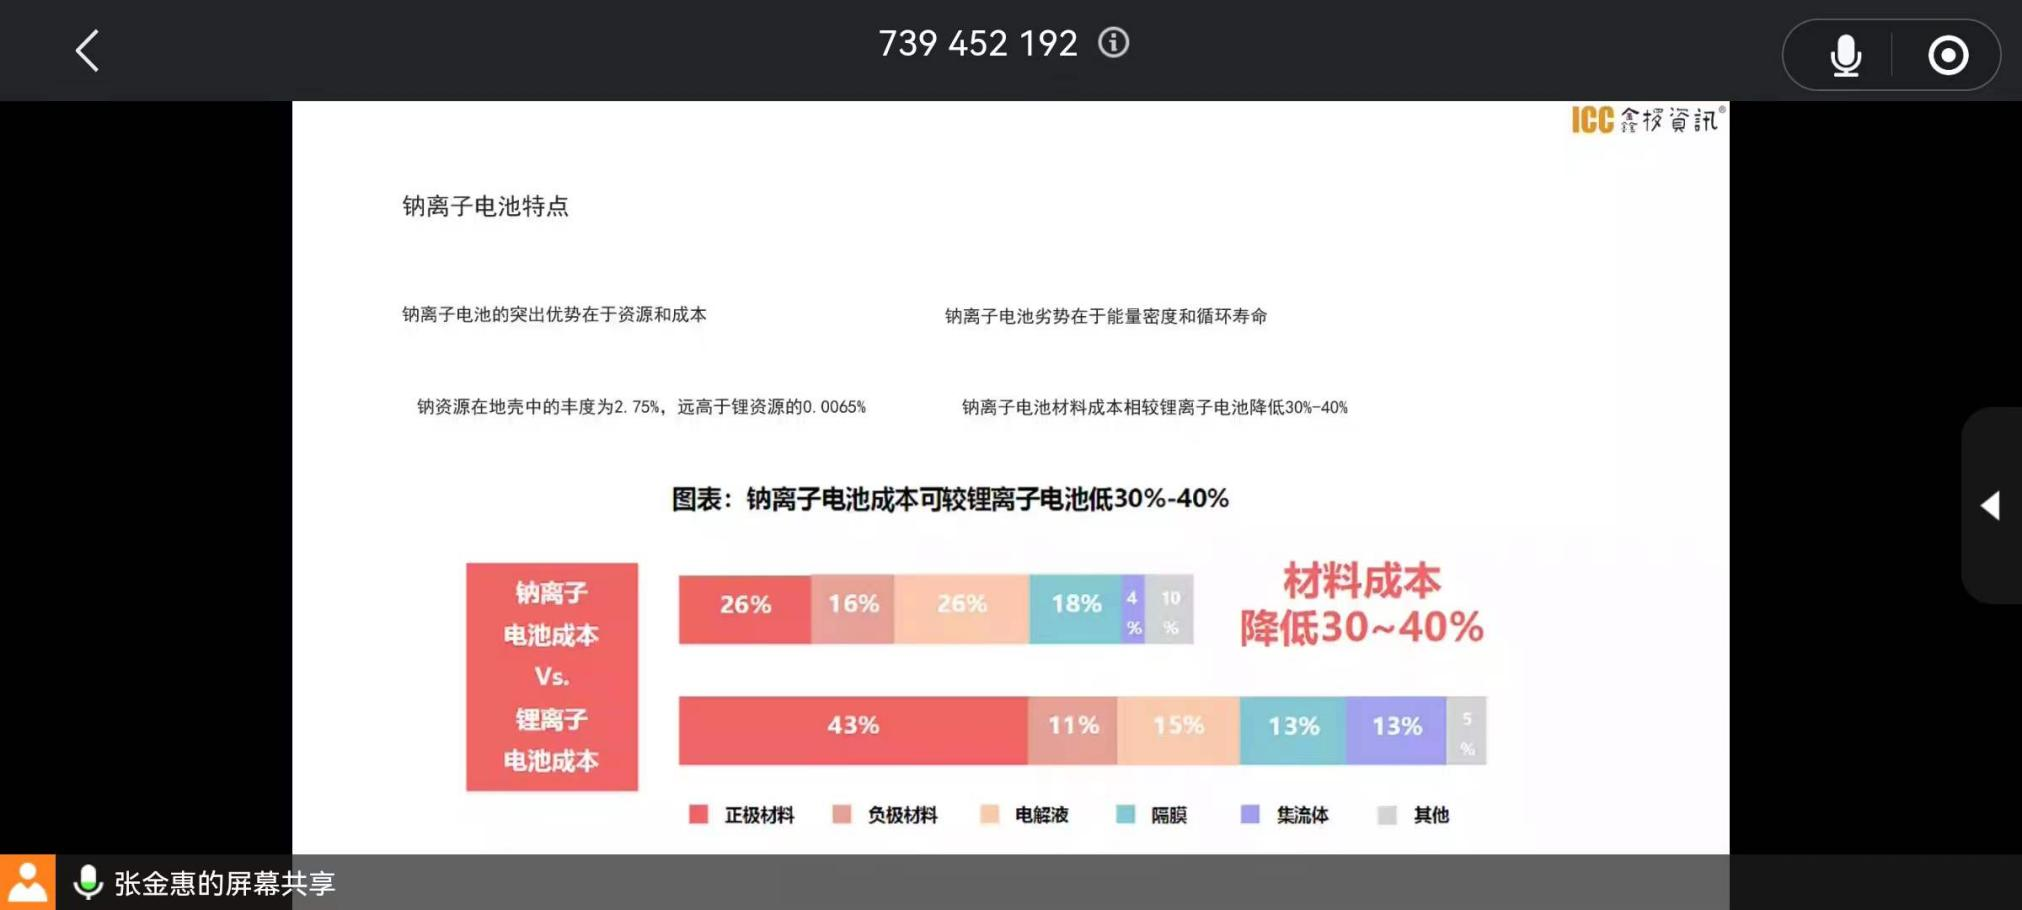 739 452 192
ICC 鑫椤資訊®
钠离子电池特点
钠离子电池的突出优势在于资源和成本
钠离子电池劣势在于能量密度和循环寿命
钠资源在地壳中的丰度为2.75%，远高于锂资源的0.0065%
钠离子电池材料成本相较锂离子电池降低30%-40%
图表：钠离子电池成本可较锂离子电池低30%-40%
钠离子
电池成本
Vs.
锂离子
电池成本
26% 16% 26% 18% 4% 10%
材料成本
降低30~40%
43% 11% 15% 13% 13% 5%
正极材料 负极材料 电解液 隔膜 集流体 其他
张金惠的屏幕共享